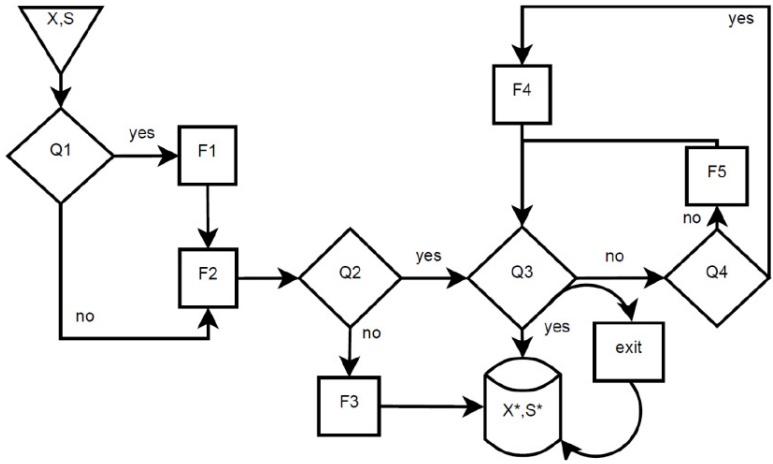 X,S
yes
Q1
yes
F1
F4
F5
no
F2
Q2
yes
Q3
no
Q4
no
no
yes
exit
F3
X*,S*